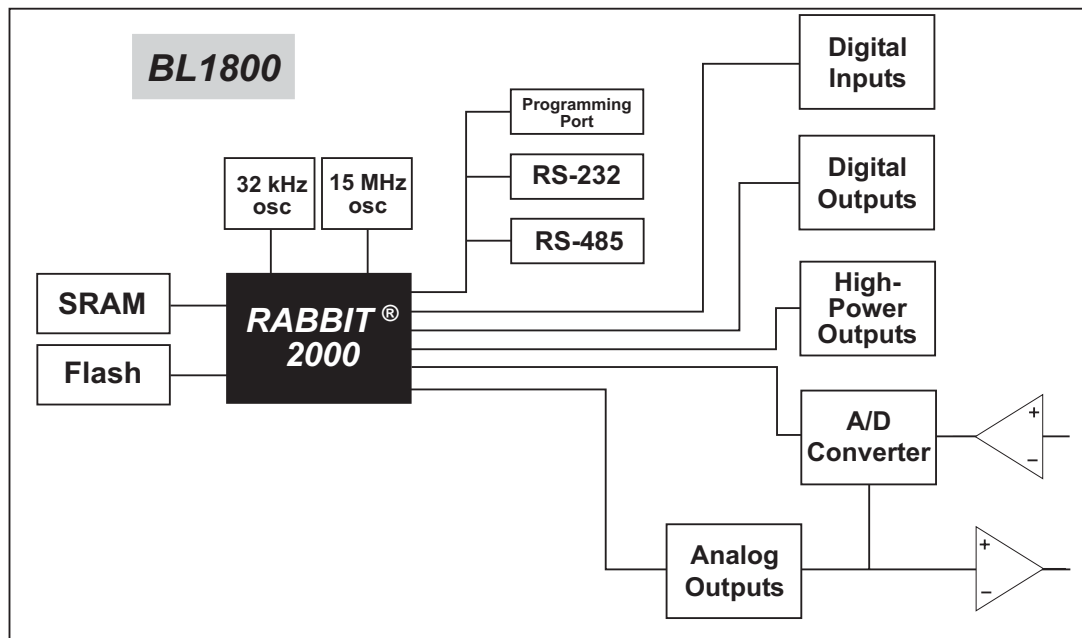 BL1800
Digital
Inputs
Programming
Port
32 kHz
osc
15 MHz
osc
RS-232
Digital
Outputs
RS-485
SRAM
RABBIT ®
2000
High-
Power
Outputs
Flash
A/D
Converter
+
−
Analog
Outputs
+
−